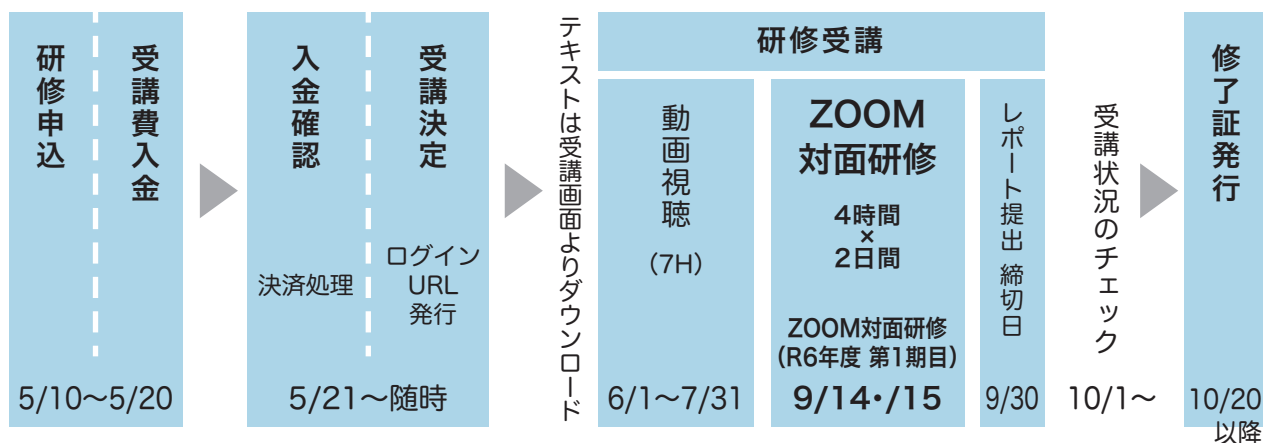 研修申込
受講費入金
5/10〜5/20
入金確認
決済処理
受講決定
ログイン
URL
発行
5/21〜随時
テキストは受講画面よりダウンロード
研修受講
動画視聴
（7H）
6/1〜7/31
ZOOM
対面研修
4時間
×
2日間
ZOOM対面研修
（R6年度 第1期目）
9/14・/15
レポート提出 締切日
9/30
受講状況のチェック
10/1〜
修了証発行
10/20
以降